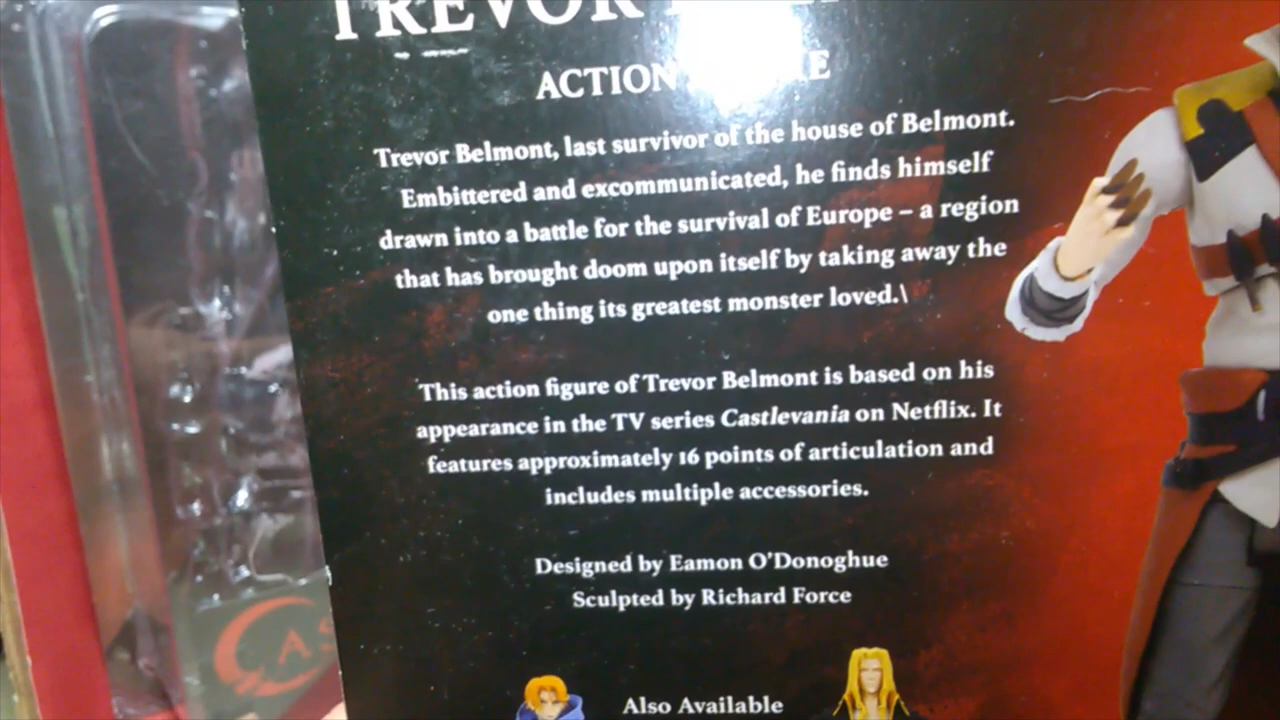 TREVOR
ACTION
Trevor Belmont, last survivor of the house of Belmont.
Embittered and excommunicated, he finds himself
drawn into a battle for the survival of Europe – a region
that has brought doom upon itself by taking away the
one thing its greatest monster loved.\
This action figure of Trevor Belmont is based on his
appearance in the TV series Castlevania on Netflix. It
features approximately 16 points of articulation and
includes multiple accessories.
Designed by Eamon O'Donoghue
Sculpted by Richard Force
Also Available